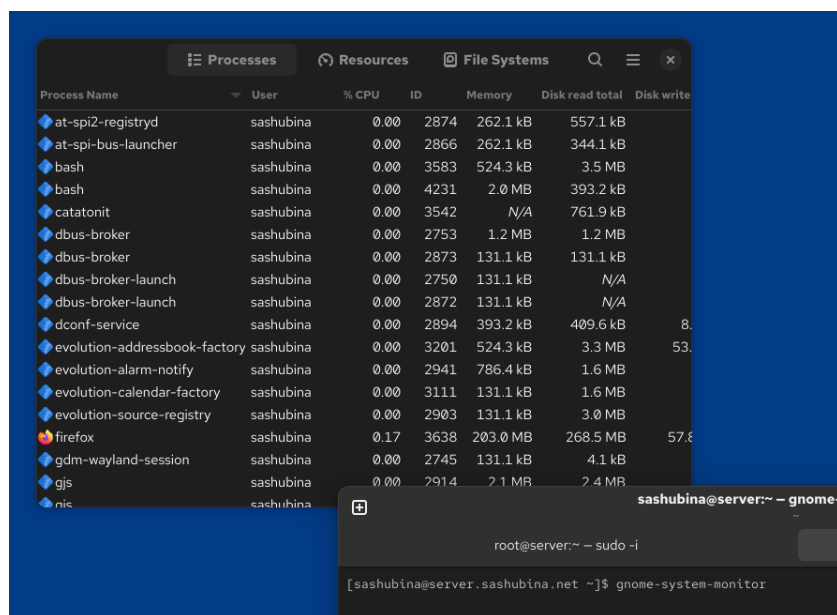 Processes Resources File Systems
Process Name User % CPU ID Memory Disk read total Disk write
at-spi2-registryd sashubina 0.00 2874 262.1 kB 557.1 kB
at-spi-bus-launcher sashubina 0.00 2866 262.1 kB 344.1 kB
bash sashubina 0.00 3583 524.3 kB 3.5 MB
bash sashubina 0.00 4231 2.0 MB 393.2 kB
catatonit sashubina 0.00 3542 N/A 761.9 kB
dbus-broker sashubina 0.00 2753 1.2 MB 1.2 MB
dbus-broker sashubina 0.00 2873 131.1 kB 131.1 kB
dbus-broker-launch sashubina 0.00 2750 131.1 kB N/A
dbus-broker-launch sashubina 0.00 2872 131.1 kB N/A
dconf-service sashubina 0.00 2894 393.2 kB 409.6 kB 8.
evolution-addressbook-factory sashubina 0.00 3201 524.3 kB 3.3 MB 53.
evolution-alarm-notify sashubina 0.00 2941 786.4 kB 1.6 MB
evolution-calendar-factory sashubina 0.00 3111 131.1 kB 1.6 MB
evolution-source-registry sashubina 0.00 2903 131.1 kB 3.0 MB
firefox sashubina 0.17 3638 203.0 MB 268.5 MB 57.8
gdm-wayland-session sashubina 0.00 2745 131.1 kB 4.1 kB
gjs sashubina 0.00 2914 2.1 MB 2.4 MB
gjs sashubina
sashubina@server:~ — gnome-
~
root@server:~ — sudo -i
[sashubina@server.sashubina.net ~]$ gnome-system-monitor